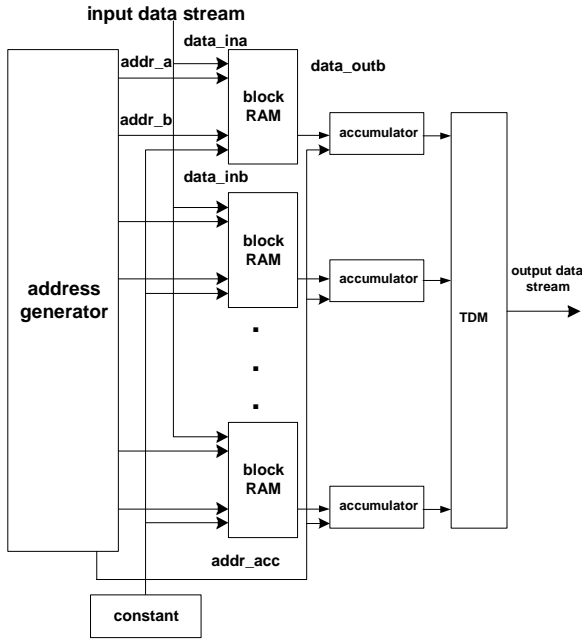 input data stream
data_ina
addr_a
data_outb
block
RAM
addr_b
accumulator
data_inb
block
RAM
accumulator
address
generator
output data
stream
TDM
.
.
.
block
RAM
accumulator
addr_acc
constant